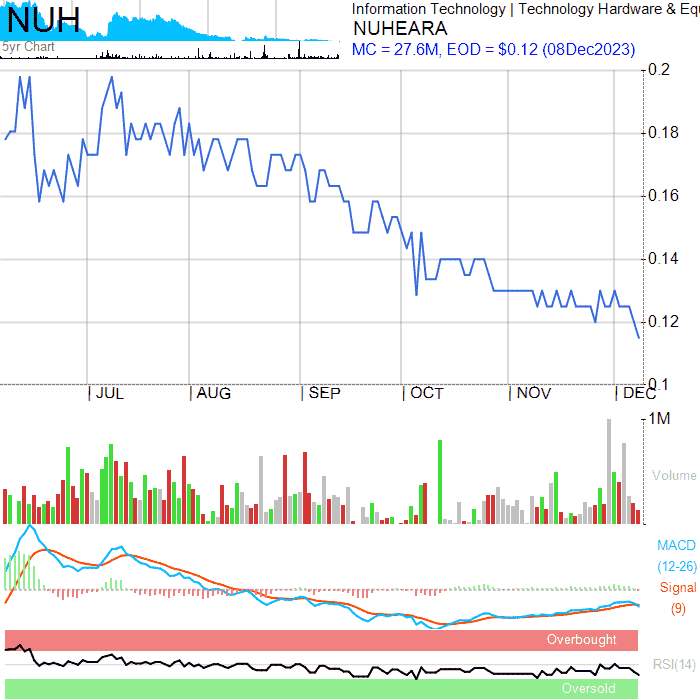 NUH
5yr Chart
Information Technology | Technology Hardware & Equ
NUHEARA
MC = 27.6M, EOD = $0.12 (08Dec2023)
0.2
0.18
0.16
0.14
0.12
0.1
JUL AUG SEP OCT NOV DEC
1M
Volume
MACD
(12-26)
Signal
(9)
Overbought
RSI(14)
Oversold